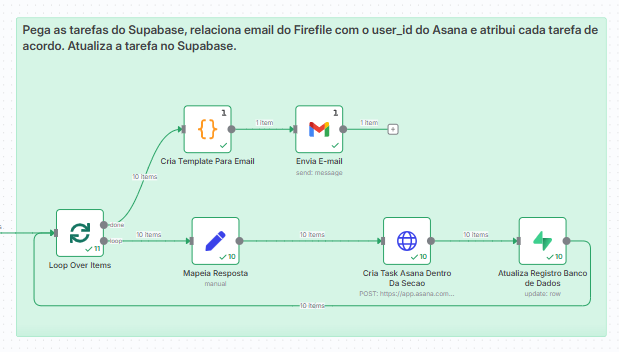 Pega as tarefas do Supabase, relaciona email do Firefile com o user_id do Asana e atribui cada tarefa de
acordo. Atualiza a tarefa no Supabase.
1
1
1 item
1 item
Cria Template Para Email
Envia E-mail
send: message
10 items
done
loop
11
Loop Over Items
10 items
10
Mapeia Resposta
manual
10 items
10
Cria Task Asana Dentro
Da Secao
POST: https://app.asana.com...
10 items
10
Atualiza Registro Banco
de Dados
update: row
10 items